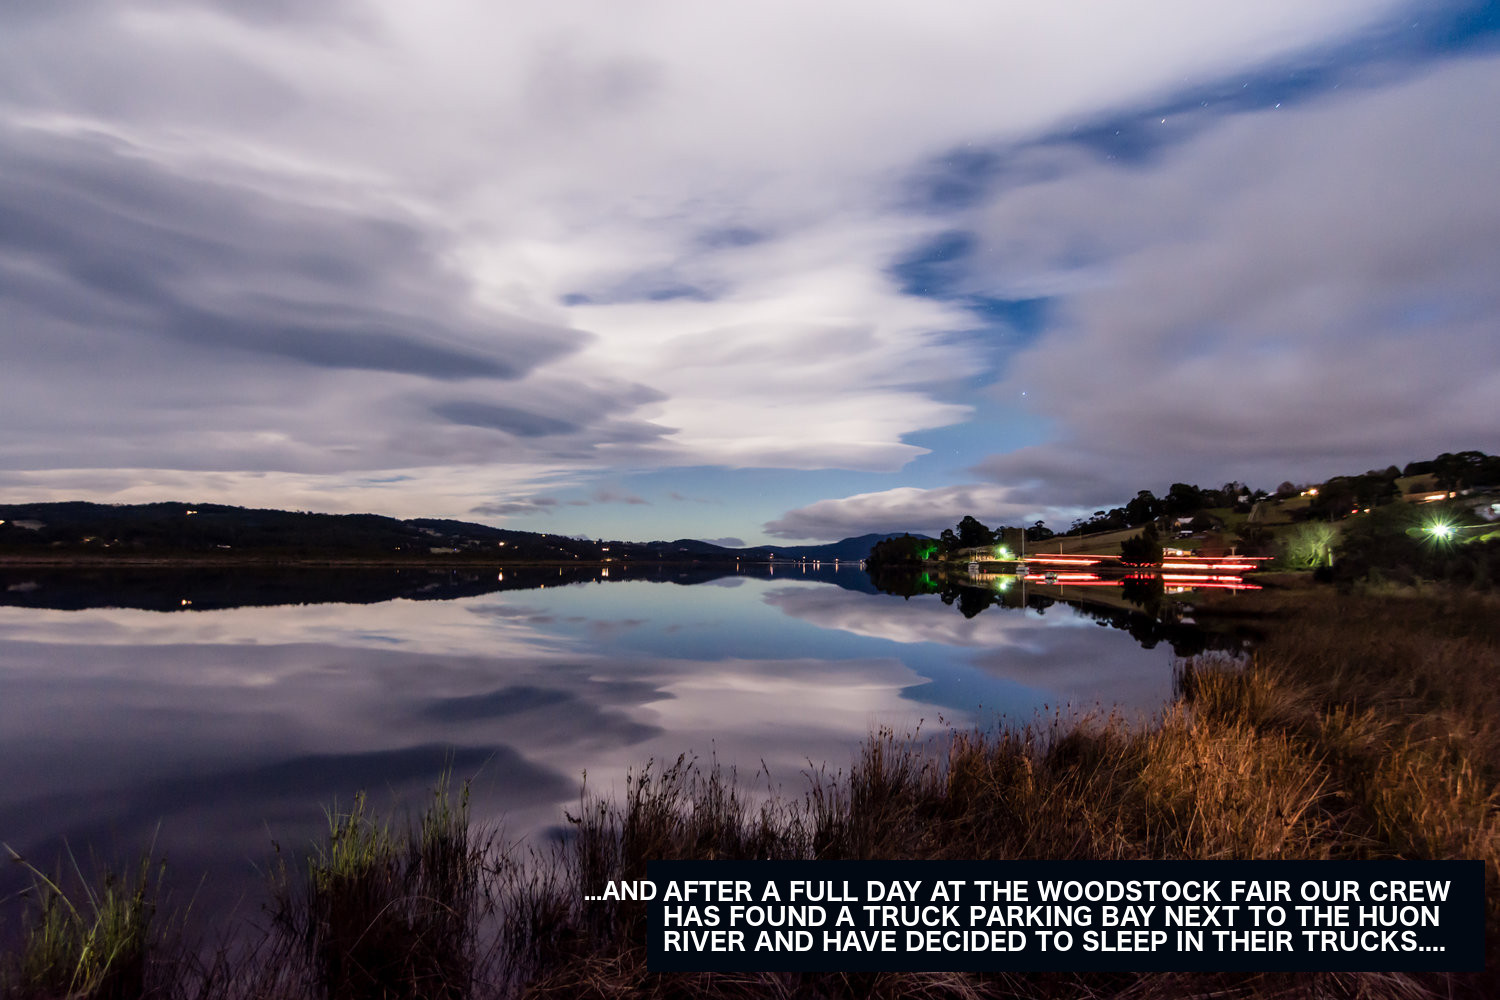 ...AND AFTER A FULL DAY AT THE WOODSTOCK FAIR OUR CREW
HAS FOUND A TRUCK PARKING BAY NEXT TO THE HUON
RIVER AND HAVE DECIDED TO SLEEP IN THEIR TRUCKS....